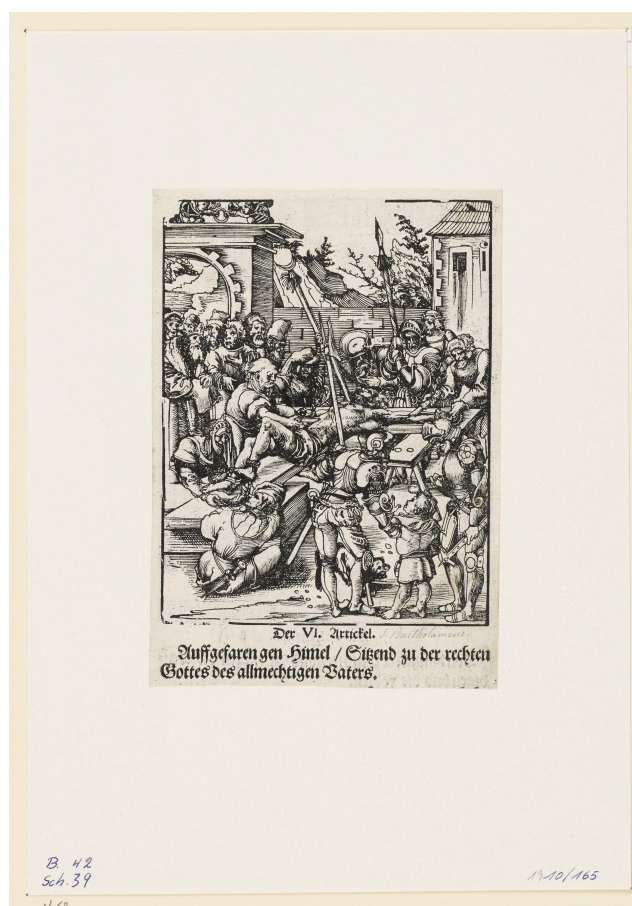 Der VI. Artickel. S. Bartholameus.
Auffgefaren gen Himel / Sitzend zu der rechten
Gottes des allmechtigen Vaters.
B. 42
Sch. 39
1910/165